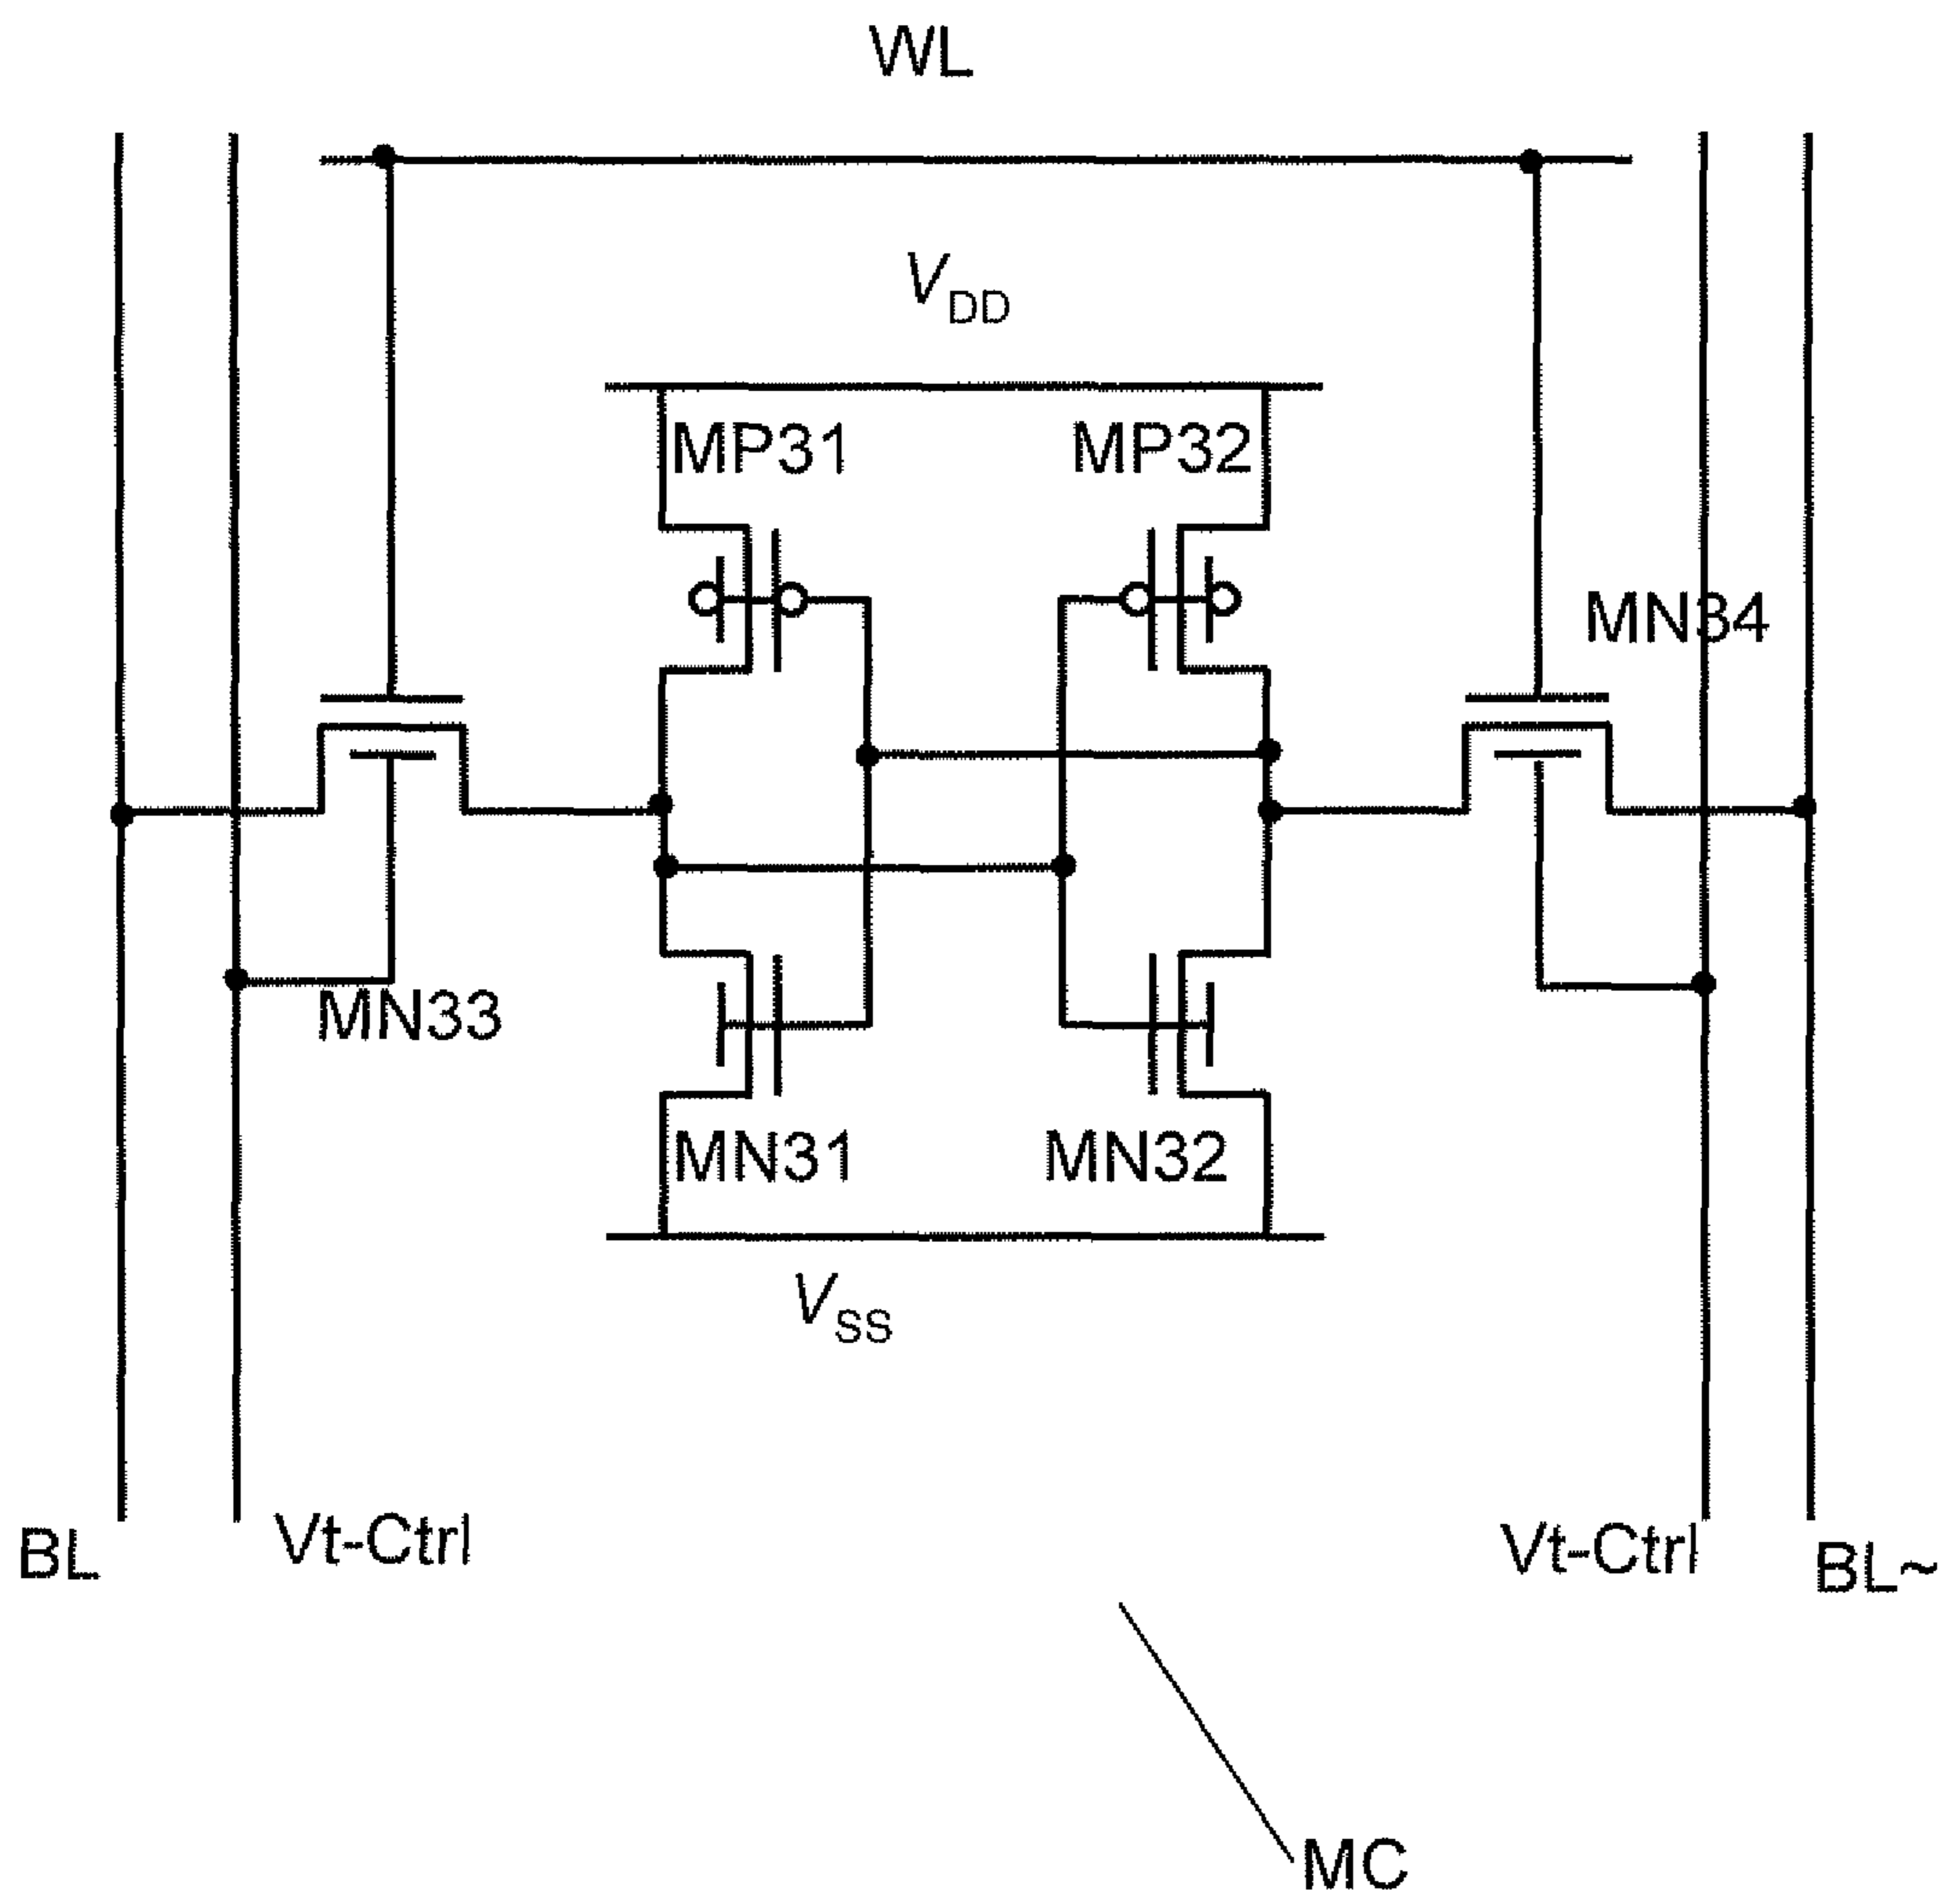 WL
V_DD
MP31
MP32
MN34
MN33
MN31
MN32
V_SS
BL
Vt-Ctrl
Vt-Ctrl
BL~
MC